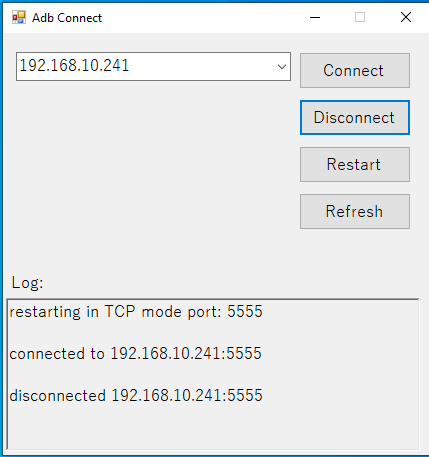 Adb Connect
192.168.10.241
Connect
Disconnect
Restart
Refresh
Log:
restarting in TCP mode port: 5555
connected to 192.168.10.241:5555
disconnected 192.168.10.241:5555